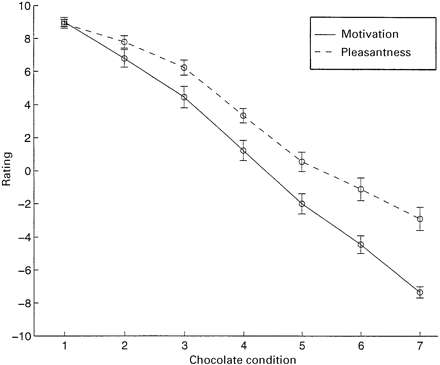 10
8
6
4
2
0
−2
−4
−6
−8
−10
Rating
Motivation
Pleasantness
1 2 3 4 5 6 7
Chocolate condition